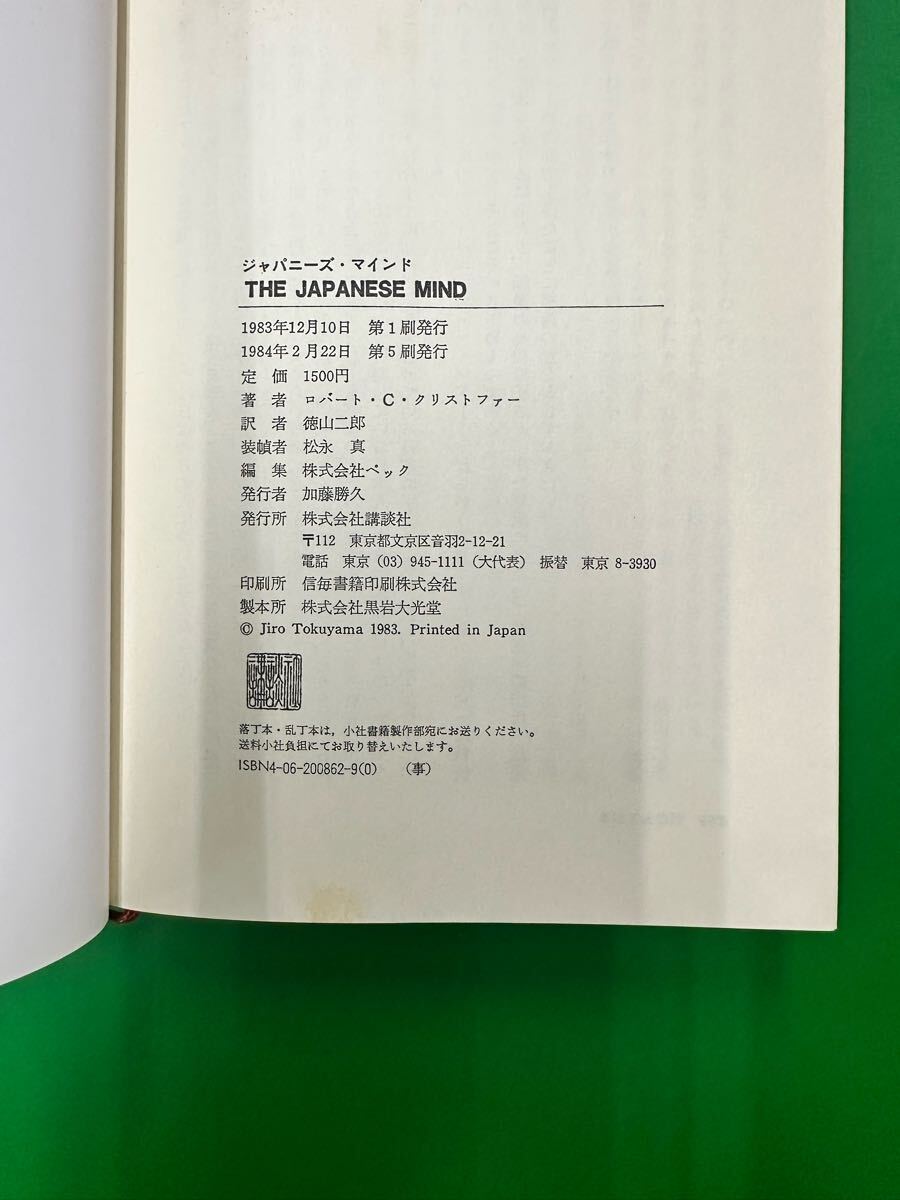 ジャパニーズ・マインド
THE JAPANESE MIND
1983年12月10日 第1刷発行
1984年2月22日 第5刷発行
定 価 1500円
著 者 ロバート・C・クリストファー
訳 者 徳山二郎
装幀者 松永 真
編 集 株式会社ペック
発行者 加藤勝久
発行所 株式会社講談社
〒112 東京都文京区音羽2-12-21
電話 東京 (03) 945-1111 (大代表) 振替 東京 8-3930
印刷所 信毎書籍印刷株式会社
製本所 株式会社黒岩大光堂
© Jiro Tokuyama 1983. Printed in Japan
講談社
落丁本・乱丁本は,小社書籍製作部宛にお送りください。
送料小社負担にてお取り替えいたします。
ISBN4-06-200862-9(0) (事)